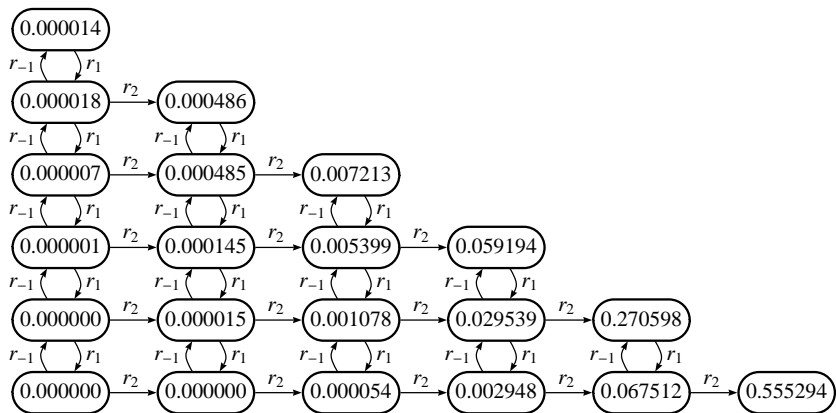 0.000014
r₋₁ r₁
0.000018 r₂ 0.000486
r₋₁ r₁ r₋₁ r₁
0.000007 r₂ 0.000485 r₂ 0.007213
r₋₁ r₁ r₋₁ r₁ r₋₁ r₁
0.000001 r₂ 0.000145 r₂ 0.005399 r₂ 0.059194
r₋₁ r₁ r₋₁ r₁ r₋₁ r₁ r₋₁ r₁
0.000000 r₂ 0.000015 r₂ 0.001078 r₂ 0.029539 r₂ 0.270598
r₋₁ r₁ r₋₁ r₁ r₋₁ r₁ r₋₁ r₁ r₋₁ r₁
0.000000 r₂ 0.000000 r₂ 0.000054 r₂ 0.002948 r₂ 0.067512 r₂ 0.555294